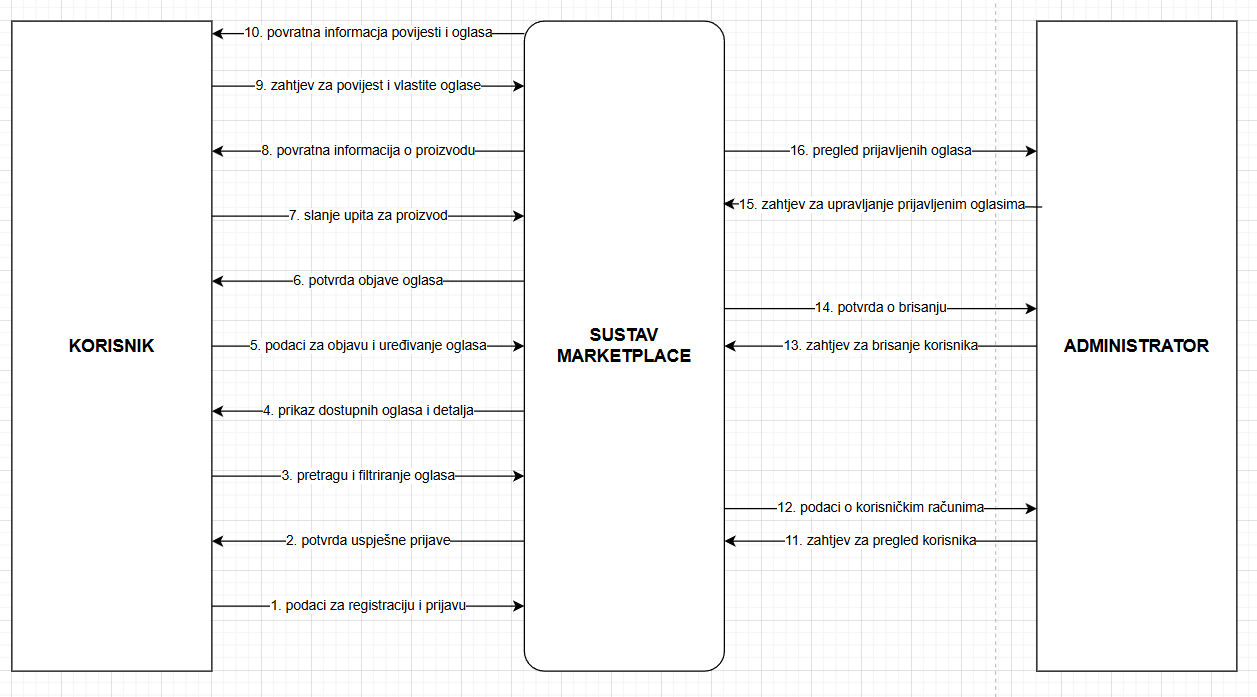 10. povratna informacja povijesti i oglasa
9. zahtjev za povijest i vlastite oglase
8. povratna informacija o proizvodu
7. slanje upita za proizvod
6. potvrda objave oglasa
KORISNIK
5. podaci za objavu i uređivanje oglasa
4. prikaz dostupnih oglasa i detalja
3. pretragu i filtriranje oglasa
2. potvrda uspješne prijave
1. podaci za registraciju i prijavu
SUSTAV
MARKETPLACE
16. pregled prijavljenih oglasa
15. zahtjev za upravljanje prijavljenim oglasima
14. potvrda o brisanju
13. zahtjev za brisanje korisnika
ADMINISTRATOR
12. podaci o korisničkim računima
11. zahtjev za pregled korisnika